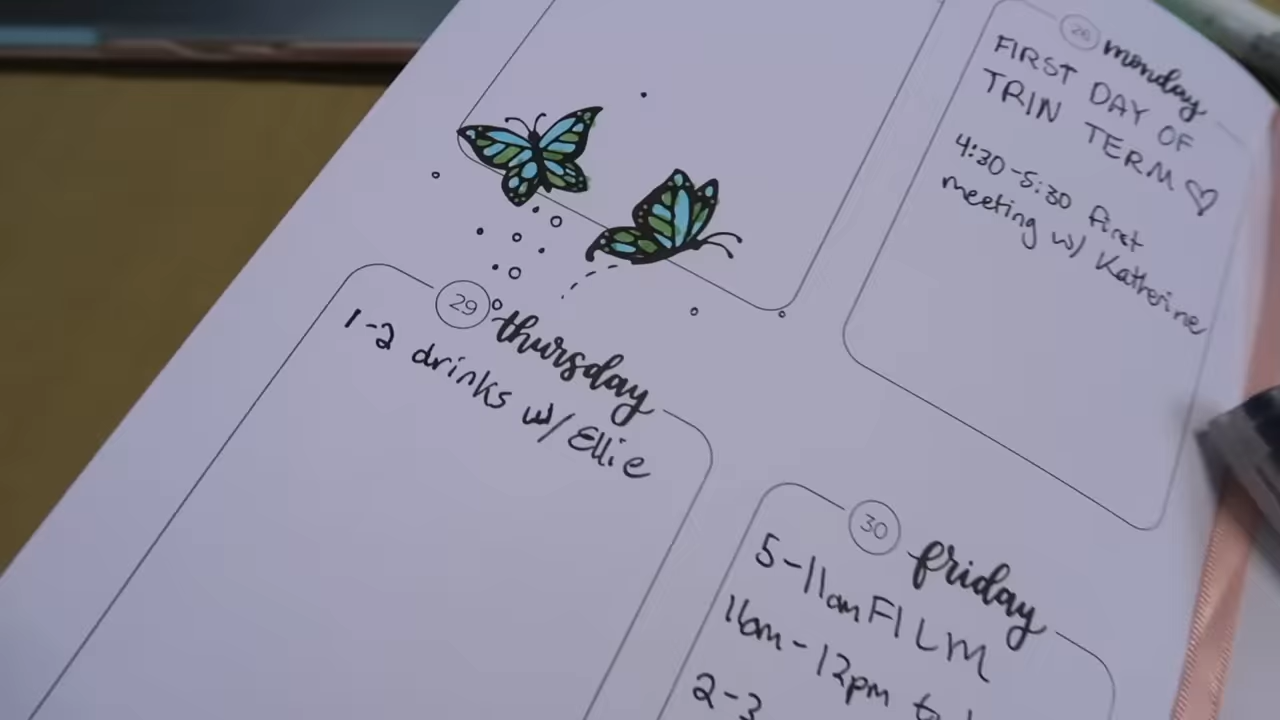 26 monday
FIRST DAY OF
TRIN TERM ♡
4:30-5:30 first
meeting w/ Katherine
29 thursday
1-2 drinks w/ Ellie
30 friday
5-11am FILM
11am-12pm
2-3